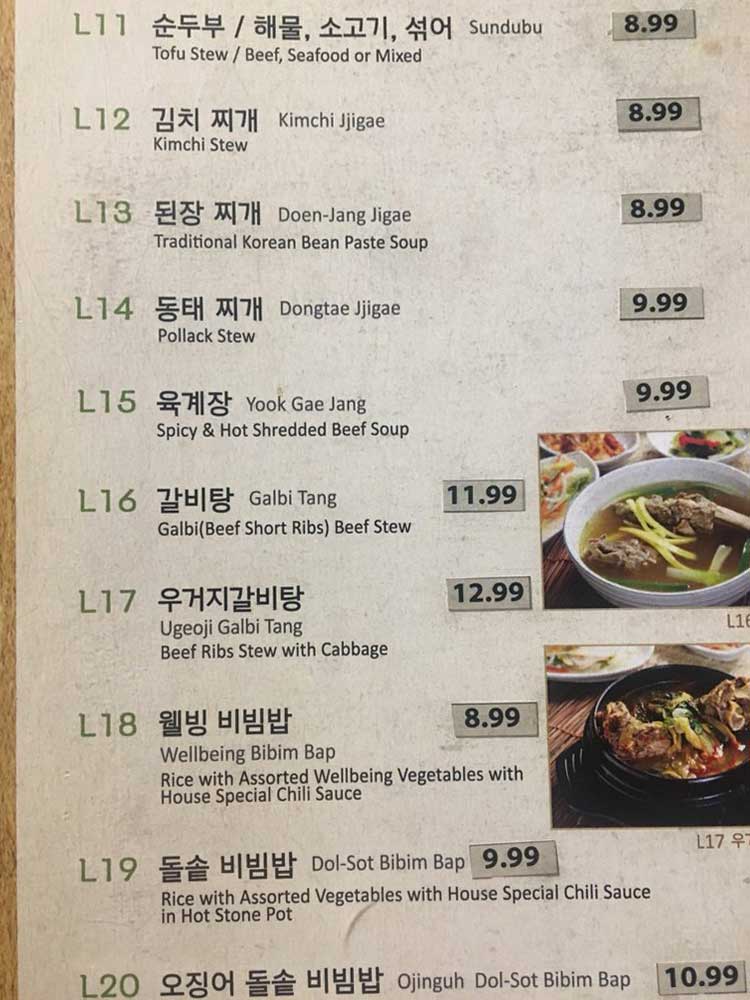 L11 순두부 / 해물, 소고기, 섞어 Sundubu 8.99
Tofu Stew / Beef, Seafood or Mixed
L12 김치 찌개 Kimchi Jjigae 8.99
Kimchi Stew
L13 된장 찌개 Doen-Jang Jigae 8.99
Traditional Korean Bean Paste Soup
L14 동태 찌개 Dongtae Jjigae 9.99
Pollack Stew
L15 육계장 Yook Gae Jang 9.99
Spicy & Hot Shredded Beef Soup
L16 갈비탕 Galbi Tang 11.99
Galbi(Beef Short Ribs) Beef Stew
L17 우거지갈비탕 12.99
Ugeoji Galbi Tang
Beef Ribs Stew with Cabbage
L16
L18 웰빙 비빔밥 8.99
Wellbeing Bibim Bap
Rice with Assorted Wellbeing Vegetables with
House Special Chili Sauce
L17
L19 돌솥 비빔밥 Dol-Sot Bibim Bap 9.99
Rice with Assorted Vegetables with House Special Chili Sauce
in Hot Stone Pot
L20 오징어 돌솥 비빔밥 Ojinguh Dol-Sot Bibim Bap 10.99